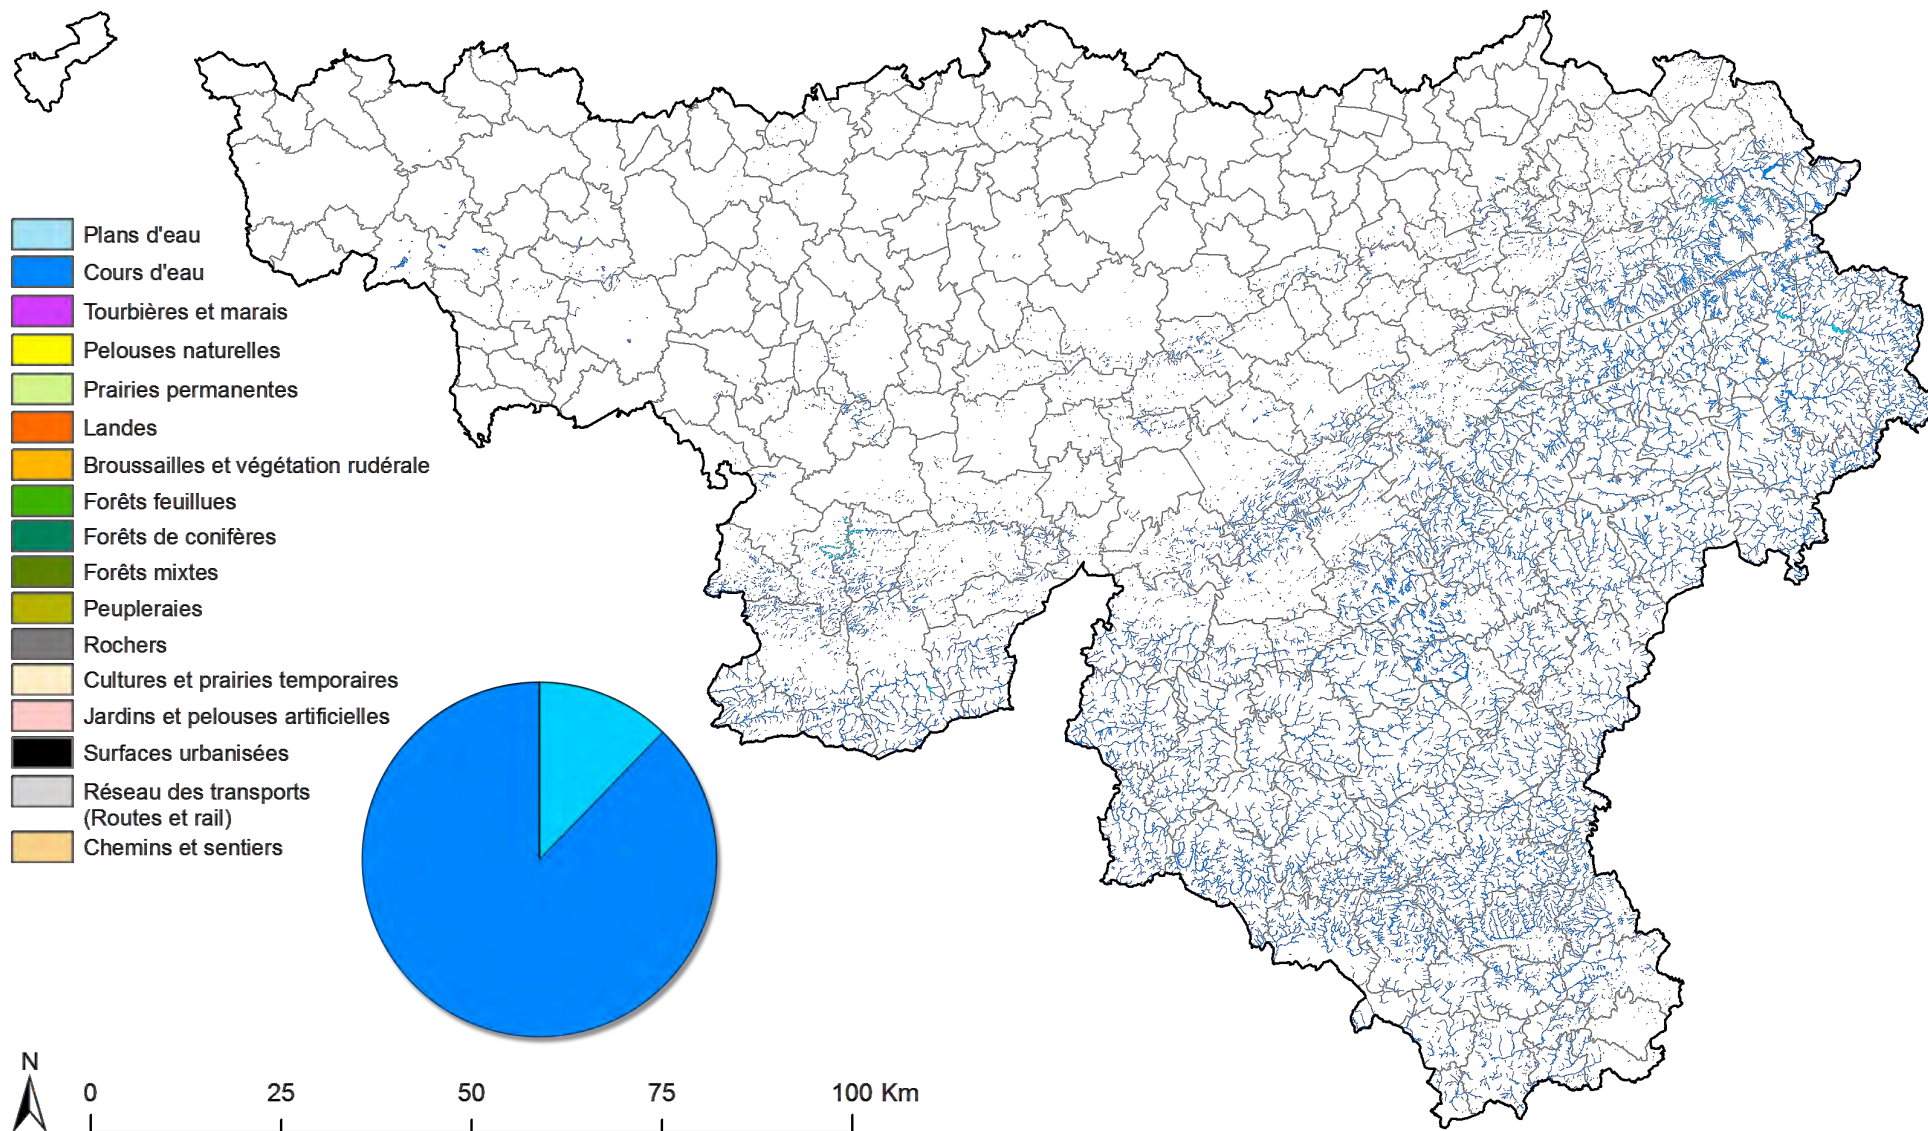 Plans d'eau
Cours d'eau
Tourbières et marais
Pelouses naturelles
Prairies permanentes
Landes
Broussailles et végétation rudérale
Forêts feuillues
Forêts de conifères
Forêts mixtes
Peupleraies
Rochers
Cultures et prairies temporaires
Jardins et pelouses artificielles
Surfaces urbanisées
Réseau des transports
(Routes et rail)
Chemins et sentiers
N
0 25 50 75 100 Km